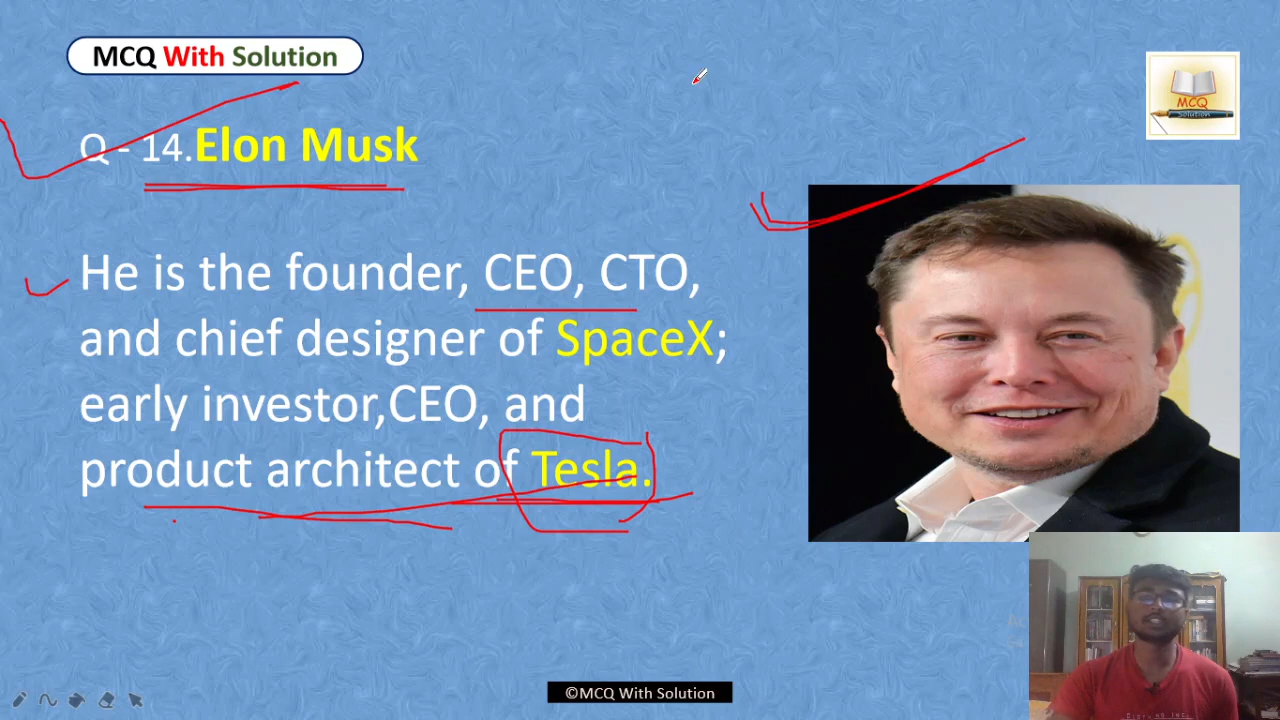 MCQ With Solution
MCQ
Solution
Q - 14.Elon Musk
He is the founder, CEO, CTO,
and chief designer of SpaceX;
early investor,CEO, and
product architect of Tesla.
©MCQ With Solution